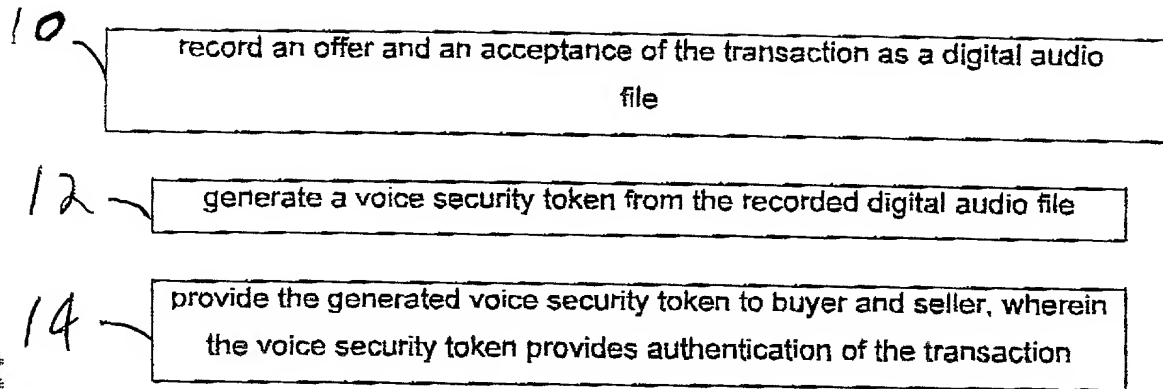 10
record an offer and an acceptance of the transaction as a digital audio
file
12
generate a voice security token from the recorded digital audio file
14
provide the generated voice security token to buyer and seller, wherein
the voice security token provides authentication of the transaction